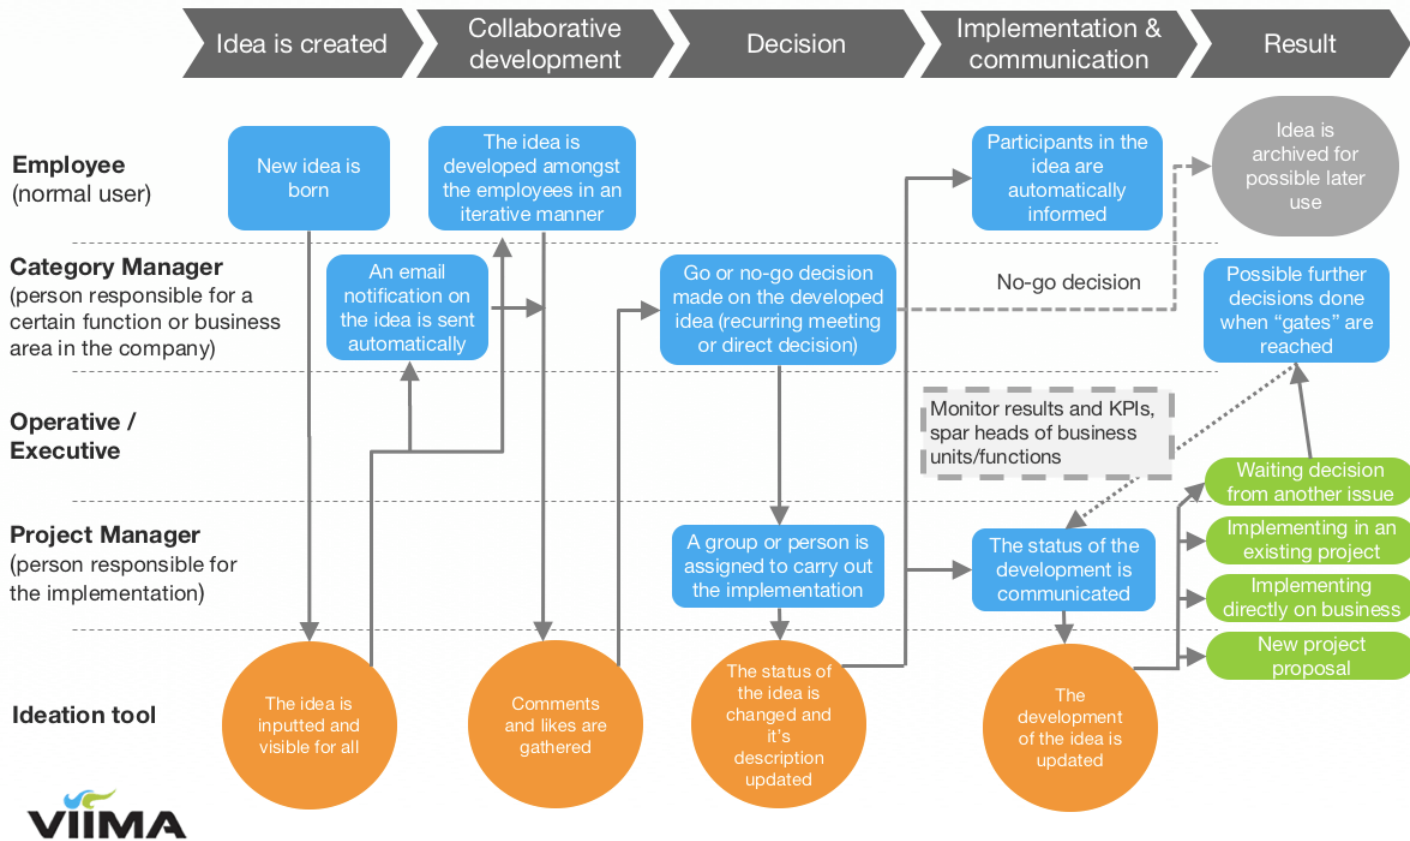 Idea is created
Collaborative
development
Decision
Implementation &
communication
Result
Employee
(normal user)
New idea is
born
The idea is
developed amongst
the employees in an
iterative manner
Participants in the
idea are
automatically
informed
Idea is
archived for
possible later
use
Category Manager
(person responsible for a
certain function or business
area in the company)
An email
notification on
the idea is sent
automatically
Go or no-go decision
made on the developed
idea (recurring meeting
or direct decision)
No-go decision
Possible further
decisions done
when “gates” are
reached
Operative /
Executive
Monitor results and KPIs,
spar heads of business
units/functions
Waiting decision
from another issue
Project Manager
(person responsible for
the implementation)
A group or person is
assigned to carry out
the implementation
The status of the
development is
communicated
Implementing in an
existing project
Implementing
directly on business
New project
proposal
Ideation tool
The idea is
inputted and
visible for all
Comments
and likes are
gathered
The status of
the idea is
changed and
it's
description
updated
The
development
of the idea is
updated
VIIMA